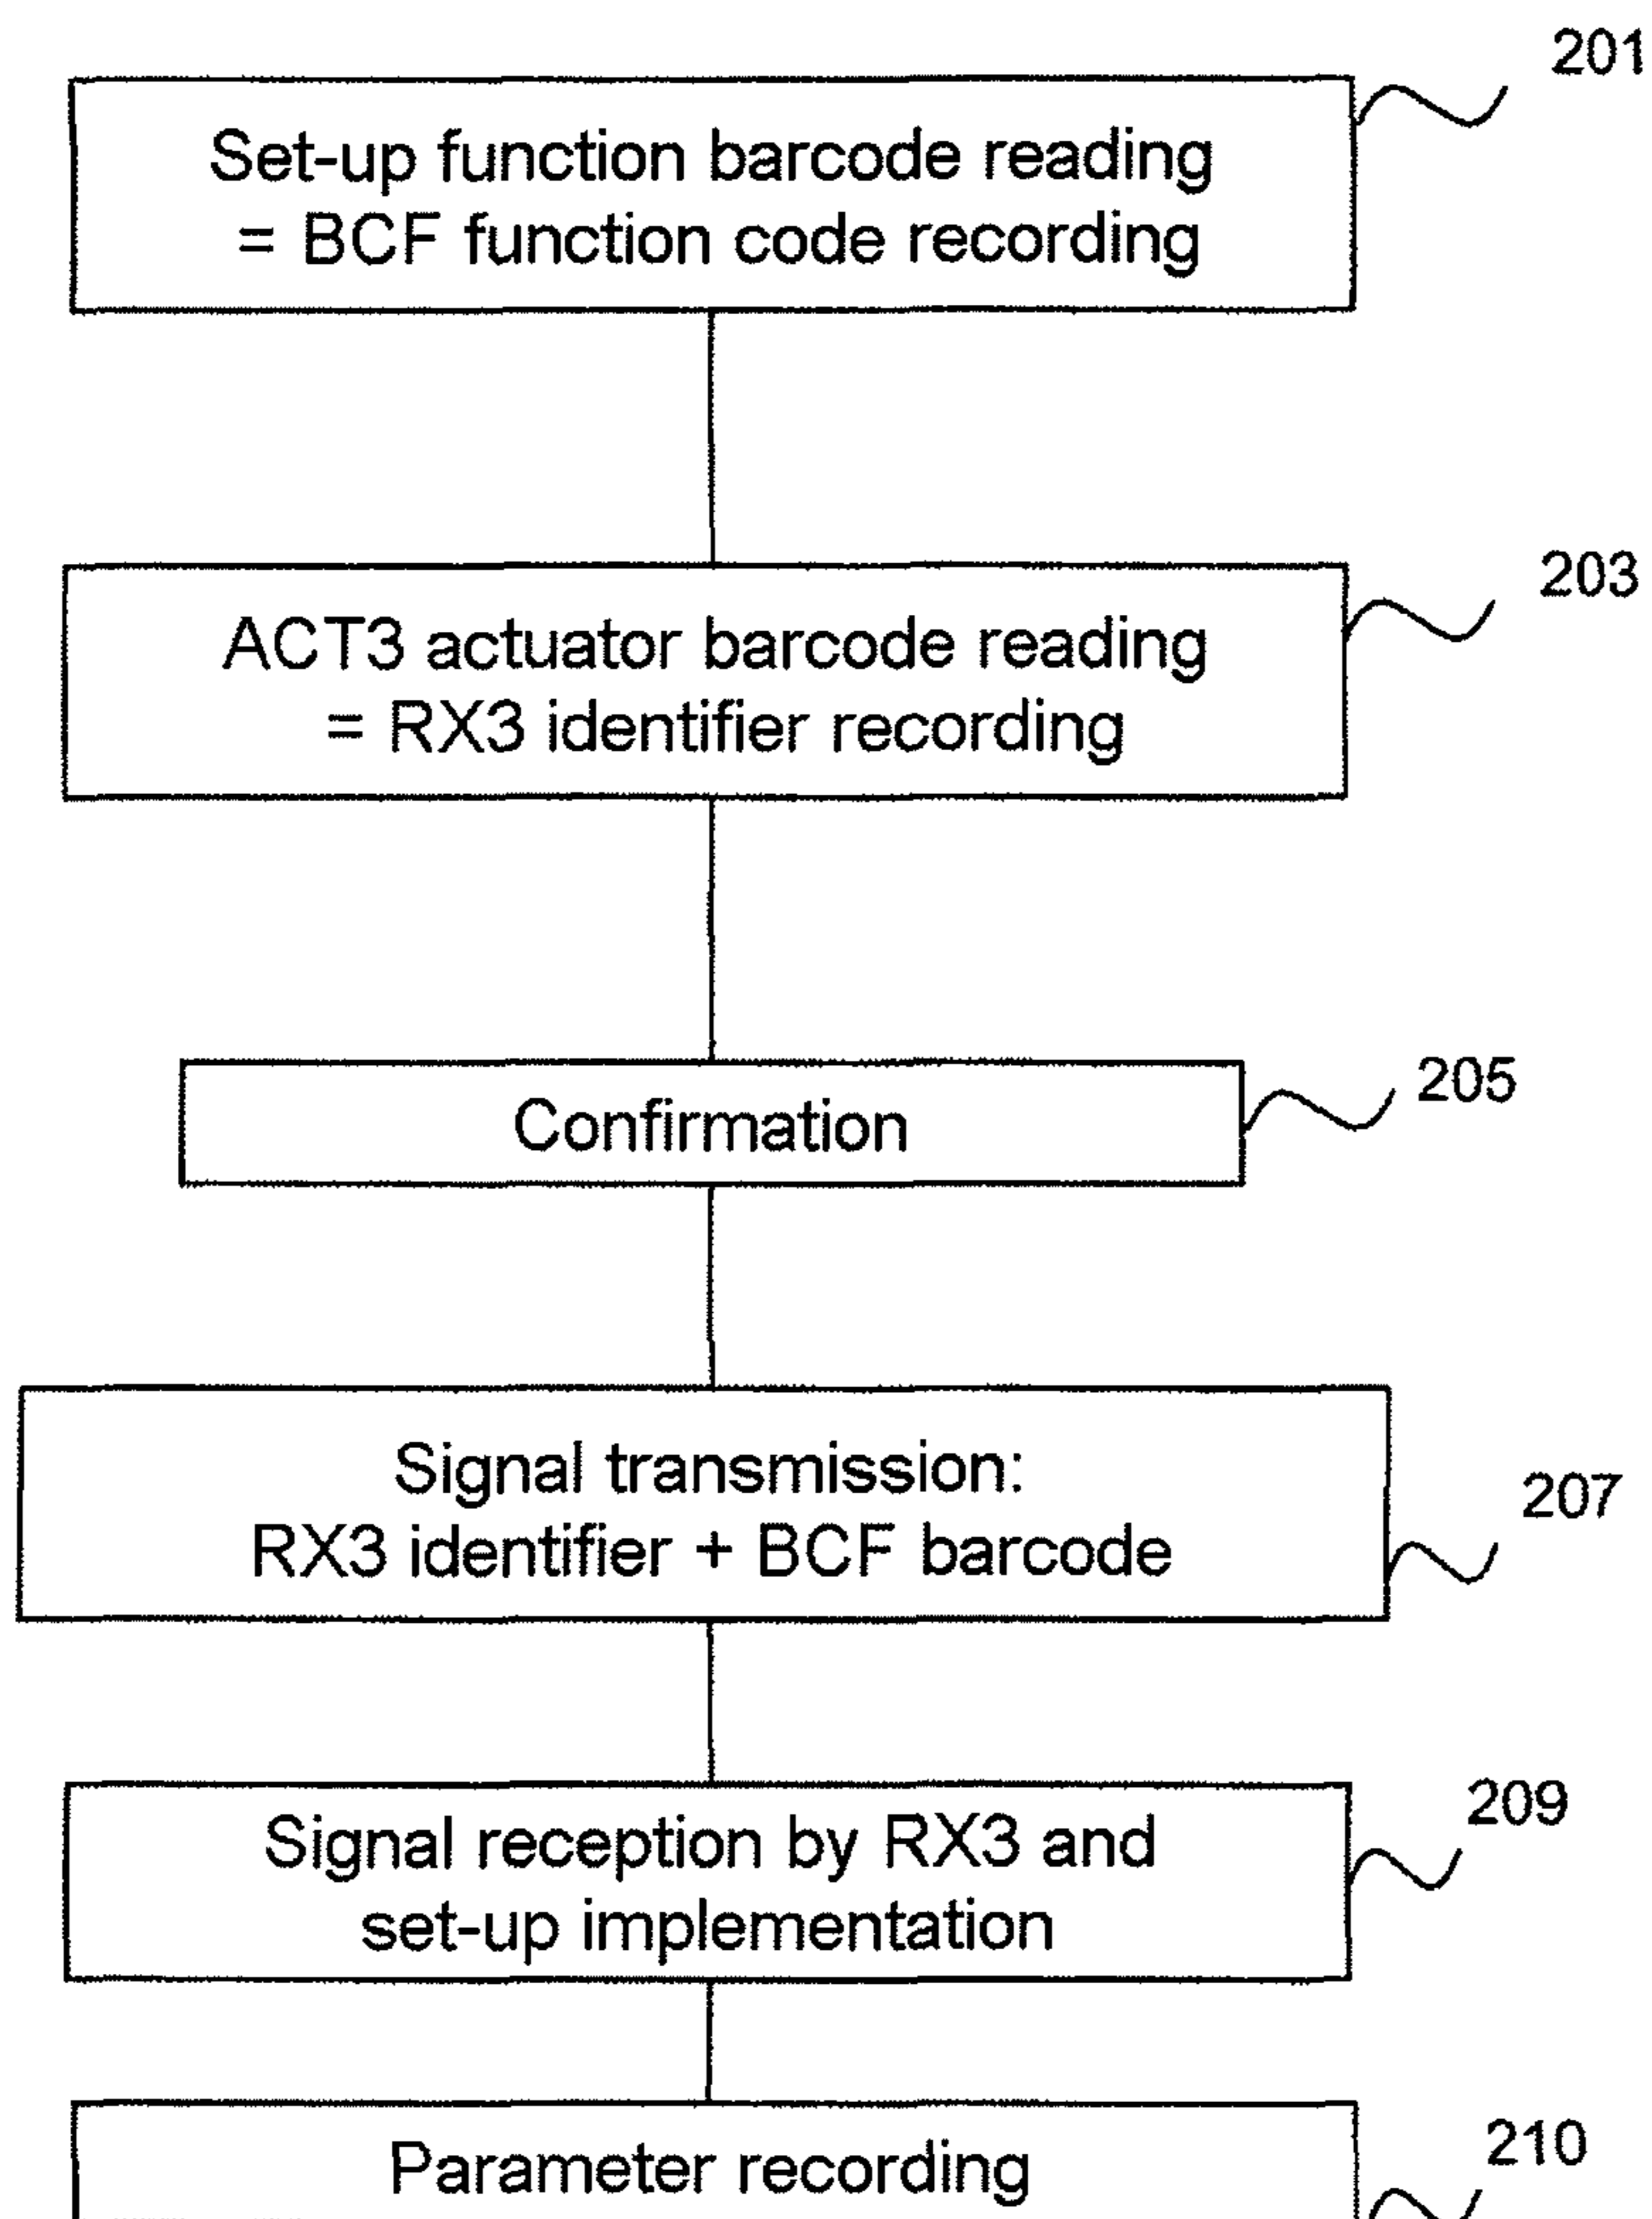 201
Set-up function barcode reading
= BCF function code recording
203
ACT3 actuator barcode reading
= RX3 identifier recording
205
Confirmation
Signal transmission:
207
RX3 identifier + BCF barcode
209
Signal reception by RX3 and
set-up implementation
210
Parameter recording